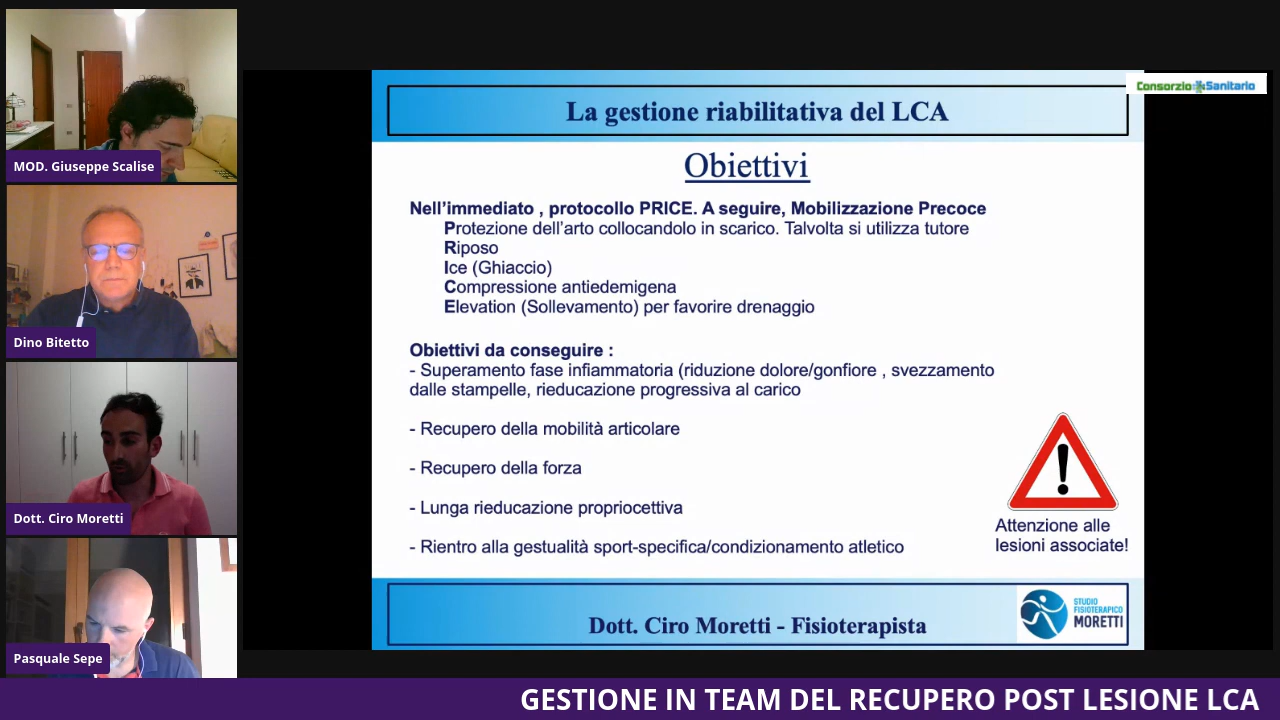 MOD. Giuseppe Scalise
Dino Bitetto
Dott. Ciro Moretti
Pasquale Sepe
Consorzio Sanitario
La gestione riabilitativa del LCA
Obiettivi
Nell'immediato , protocollo PRICE. A seguire, Mobilizzazione Precoce
Protezione dell'arto collocandolo in scarico. Talvolta si utilizza tutore
Riposo
Ice (Ghiaccio)
Compressione antiedemigena
Elevation (Sollevamento) per favorire drenaggio
Obiettivi da conseguire :
- Superamento fase infiammatoria (riduzione dolore/gonfiore , svezzamento
dalle stampelle, rieducazione progressiva al carico
- Recupero della mobilità articolare
- Recupero della forza
- Lunga rieducazione propriocettiva
- Rientro alla gestualità sport-specifica/condizionamento atletico
Attenzione alle
lesioni associate!
Dott. Ciro Moretti - Fisioterapista
STUDIO
FISIOTERAPICO
MORETTI
GESTIONE IN TEAM DEL RECUPERO POST LESIONE LCA